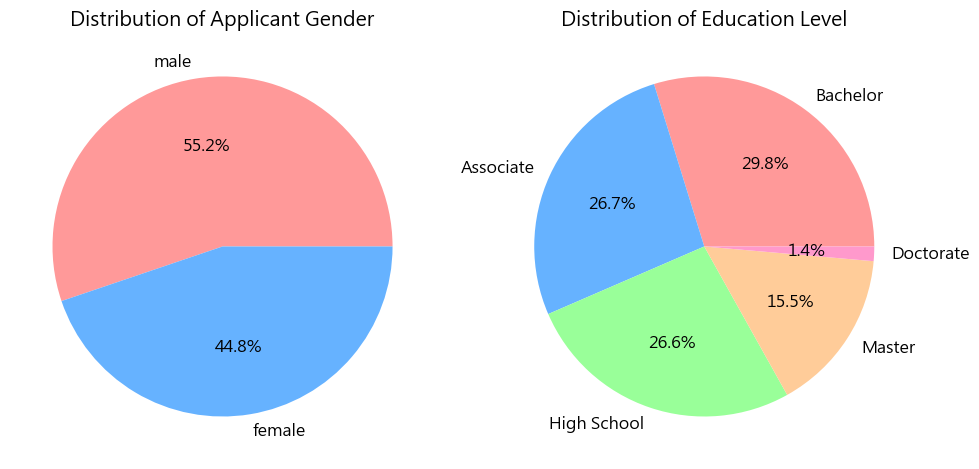 Distribution of Applicant Gender
male
55.2%
44.8%
female
Distribution of Education Level
Bachelor
29.8%
Associate
26.7%
1.4%
Doctorate
15.5%
26.6%
Master
High School